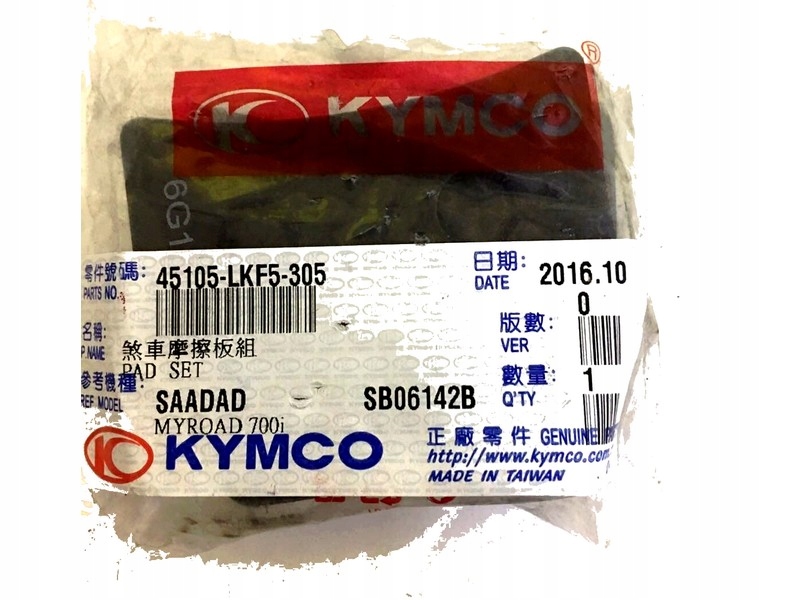 ®
KYMCO
6G1
零件號碼: 45105-LKF5-305
PARTS NO.
日期: 2016.10
DATE
版數: 0
VER
名稱: 煞車摩擦板組
P.NAME PAD SET
數量: 1
Q'TY
參考機種: SAADAD SB06142B
REF MODEL MYROAD 700i
KYMCO
正廠零件 GENUINE
http://www.kymco.com
MADE IN TAIWAN